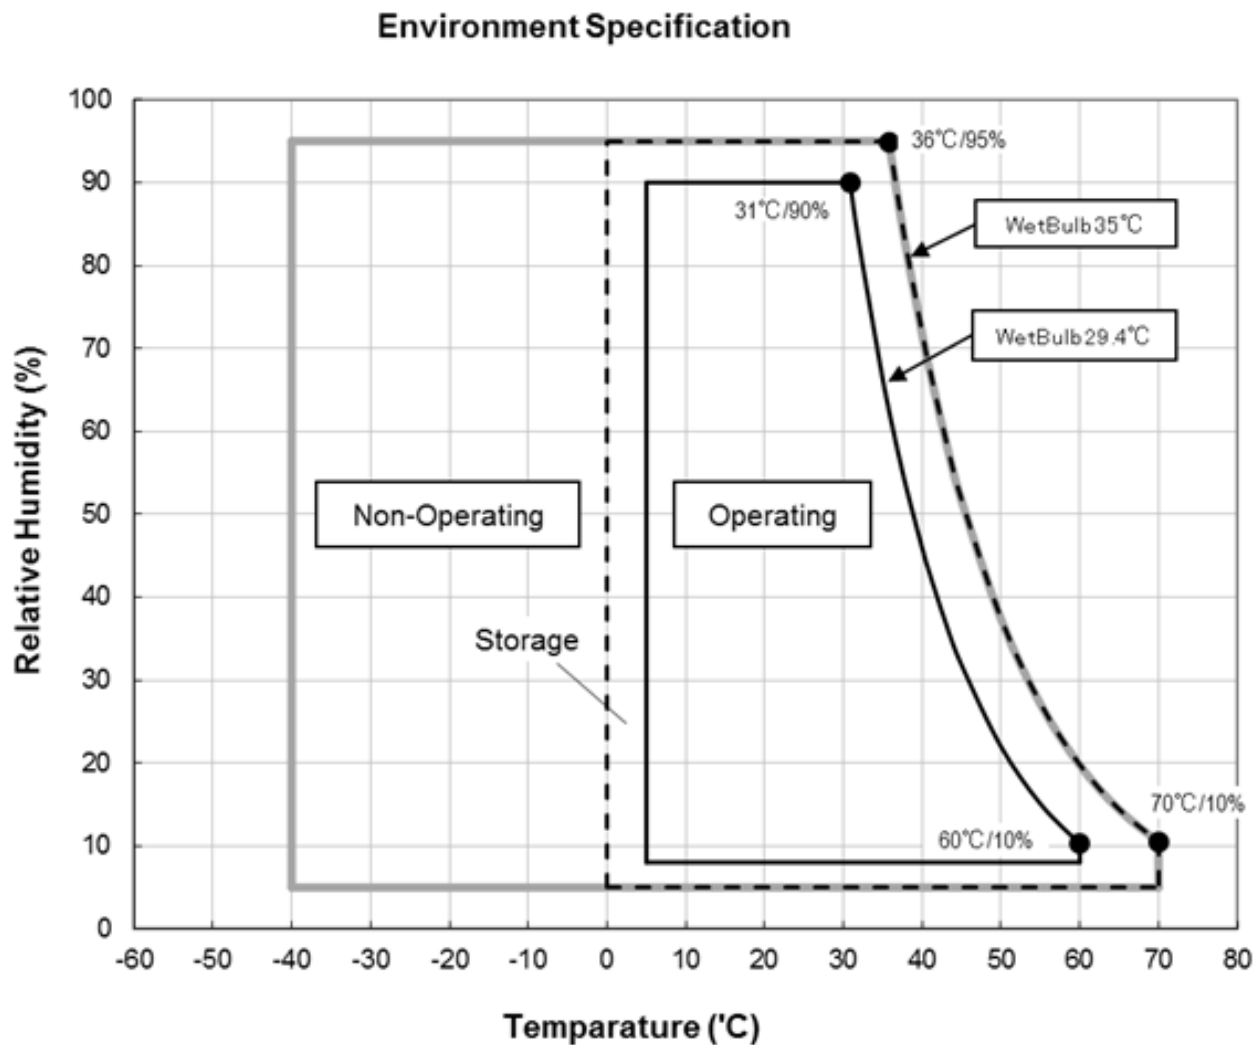 Environment Specification
100
90
80
70
60
50
40
30
20
10
0
Relative Humidity (%)
36℃/95%
31℃/90%
WetBulb35℃
WetBulb29.4℃
Non-Operating
Operating
Storage
70℃/10%
60℃/10%
-60 -50 -40 -30 -20 -10 0 10 20 30 40 50 60 70 80
Temparature ('C)